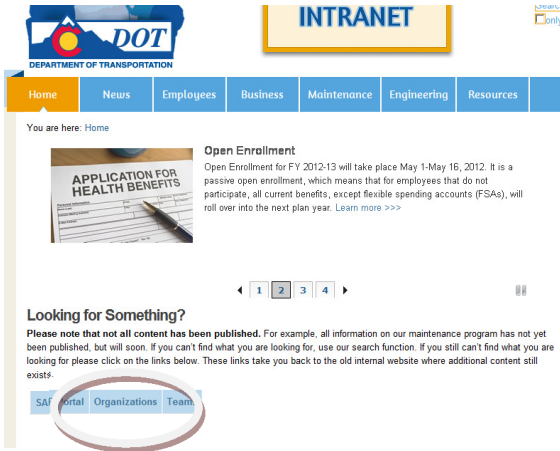 INTRANET
only
DOT
DEPARTMENT OF TRANSPORTATION
Home News Employees Business Maintenance Engineering Resources
You are here: Home
Open Enrollment
Open Enrollment for FY 2012-13 will take place May 1-May 16, 2012. It is a
passive open enrollment, which means that for employees that do not
participate, all current benefits, except flexible spending accounts (FSAs), will
roll over into the next plan year. Learn more >>>
APPLICATION FOR
HEALTH BENEFITS
1 2 3 4
Looking for Something?
Please note that not all content has been published. For example, all information on our maintenance program has not yet
been published, but will soon. If you can't find what you are looking for, use our search function. If you still can't find what you are
looking for please click on the links below. These links take you back to the old internal website where additional content still
exists.
Organizations